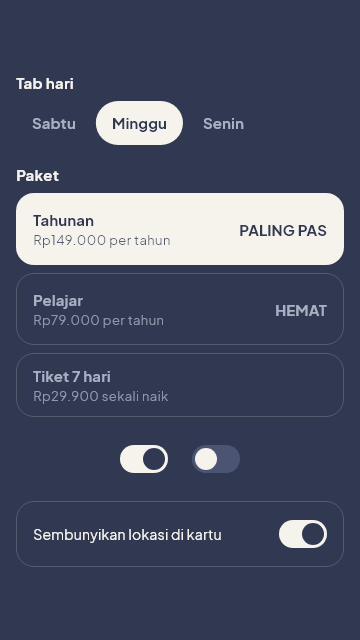 Tab hari
Sabtu Minggu Senin
Paket
Tahunan
Rp149.000 per tahun
PALING PAS
Pelajar
Rp79.000 per tahun
HEMAT
Tiket 7 hari
Rp29.900 sekali naik
Sembunyikan lokasi di kartu